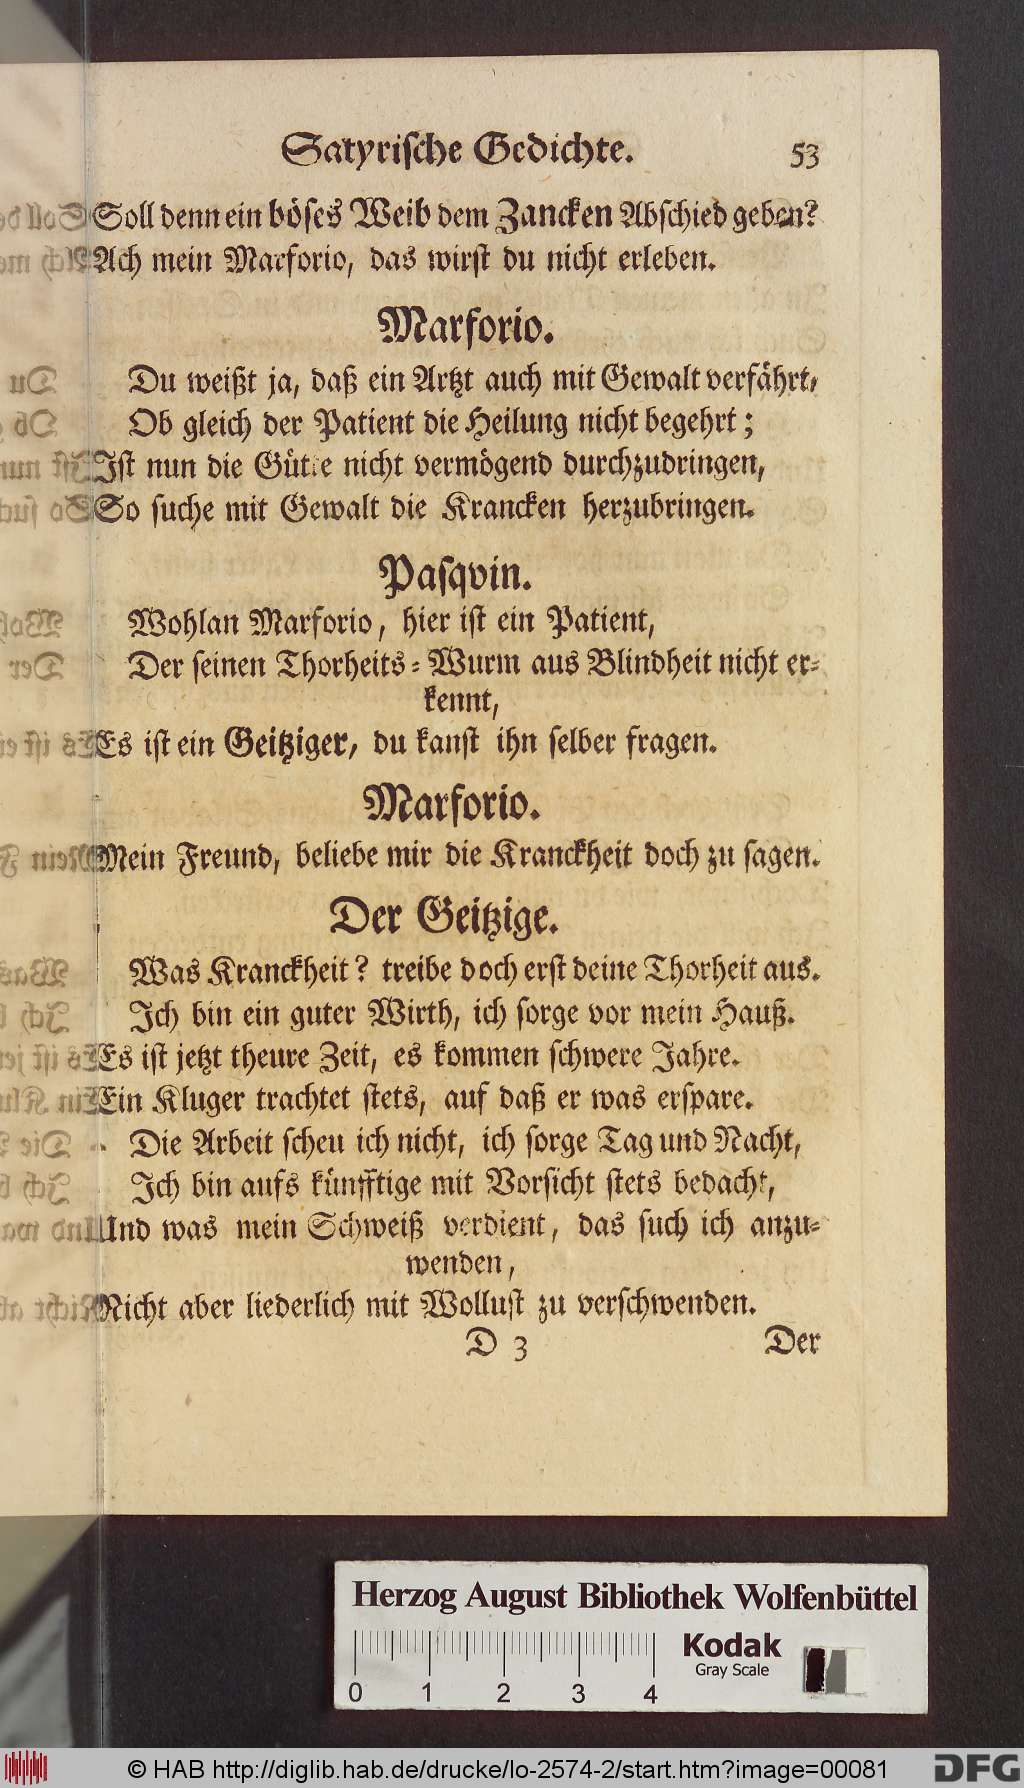 Satyrische Gedichte. 53
Soll denn ein böses Weib dem Zancken Abschied geben?
Ach mein Marforio, das wirst du nicht erleben.
Marforio.
Du weißt ja, daß ein Artzt auch mit Gewalt verfährt,
Ob gleich der Patient die Heilung nicht begehrt;
Ist nun die Güte nicht vermögend durchzudringen,
So suche mit Gewalt die Krancken herzubringen.
Pasqvin.
Wohlan Marforio, hier ist ein Patient,
Der seinen Thorheits-Wurm aus Blindheit nicht er-
kennt,
Es ist ein Geitziger, du kanst ihn selber fragen.
Marforio.
Mein Freund, beliebe mir die Kranckheit doch zu sagen.
Der Geitzige.
Was Kranckheit? treibe doch erst deine Thorheit aus.
Ich bin ein guter Wirth, ich sorge vor mein Hauß.
Es ist jetzt theure Zeit, es kommen schwere Jahre.
Ein Kluger trachtet stets, auf daß er was erspare.
Die Arbeit scheu ich nicht, ich sorge Tag und Nacht,
Ich bin aufs künfftige mit Vorsicht stets bedacht,
Und was mein Schweiß verdient, das such ich anzu-
wenden,
Nicht aber liederlich mit Wollust zu verschwenden.
D 3 Der
Herzog August Bibliothek Wolfenbüttel
Kodak
Gray Scale
0 1 2 3 4
© HAB http://diglib.hab.de/drucke/lo-2574-2/start.htm?image=00081
DFG